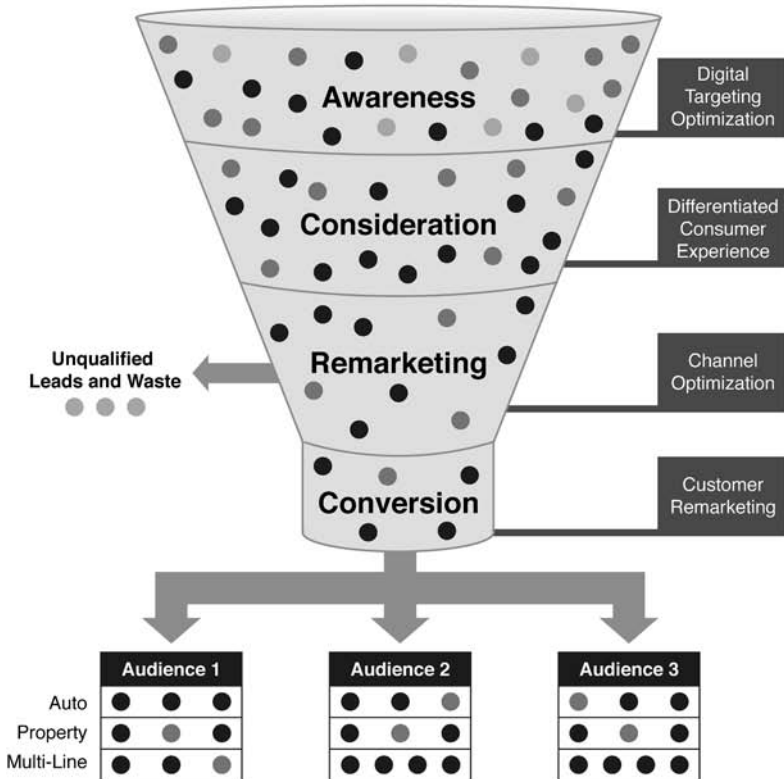 Awareness
Digital
Targeting
Optimization
Consideration
Differentiated
Consumer
Experience
Remarketing
Unqualified
Leads and Waste
Channel
Optimization
Conversion
Customer
Remarketing
Audience 1
Audience 2
Audience 3
Auto
Property
Multi-Line